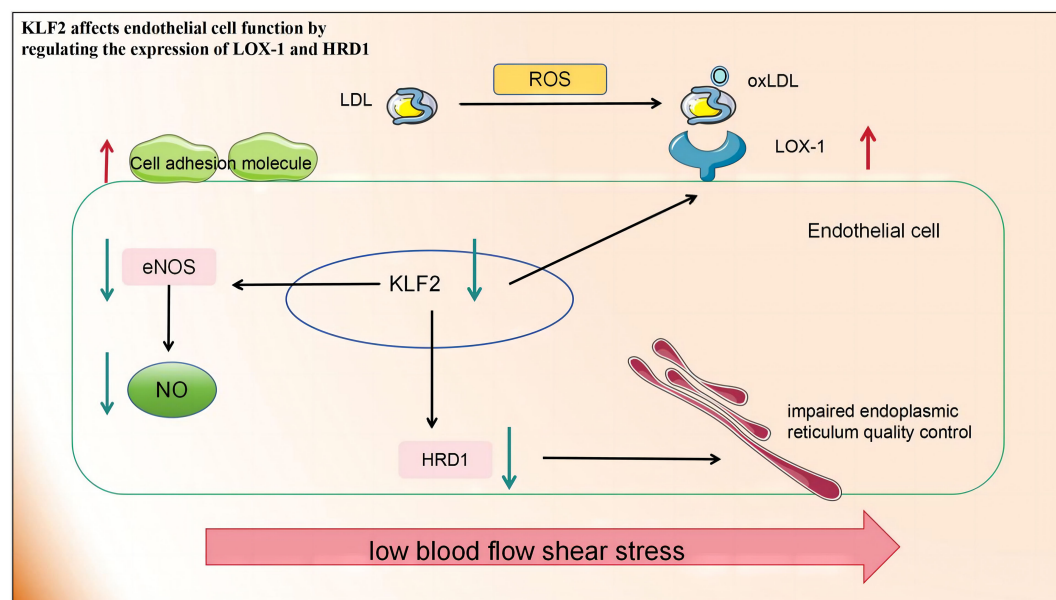 KLF2 affects endothelial cell function by
regulating the expression of LOX-1 and HRD1
ROS
LDL
oxLDL
LOX-1
Cell adhesion molecule
Endothelial cell
eNOS
KLF2
NO
impaired endoplasmic
reticulum quality control
HRD1
low blood flow shear stress